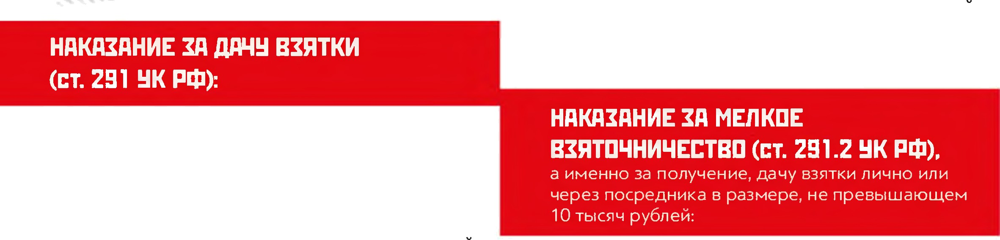 НАКАЗАНИЕ ЗА ДАЧУ ВЗЯТКИ
(ст. 291 УК РФ):
НАКАЗАНИЕ ЗА МЕЛКОЕ
ВЗЯТОЧНИЧЕСТВО (ст. 291.2 УК РФ),
а именно за получение, дачу взятки лично или
через посредника в размере, не превышающем
10 тысяч рублей: